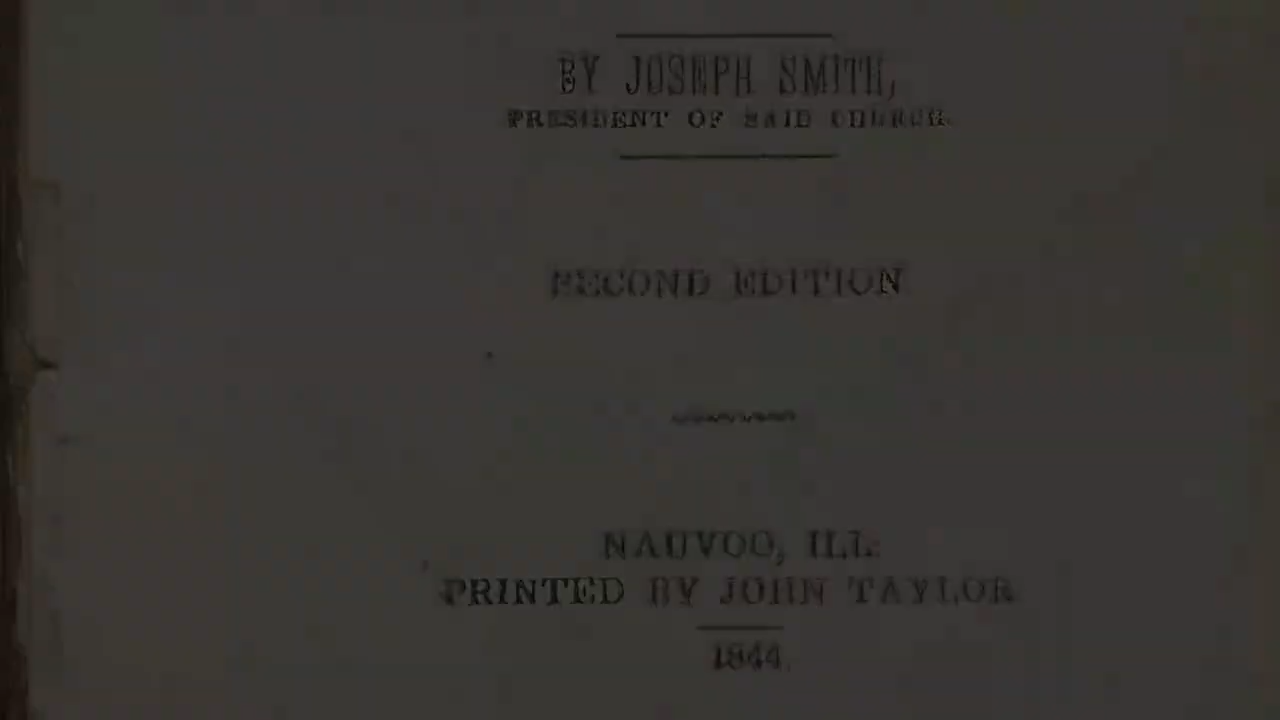 BY JOSEPH SMITH,
PRESIDENT OF SAID CHURCH.
SECOND EDITION
NAUVOO, ILL:
PRINTED BY JOHN TAYLOR
1844.